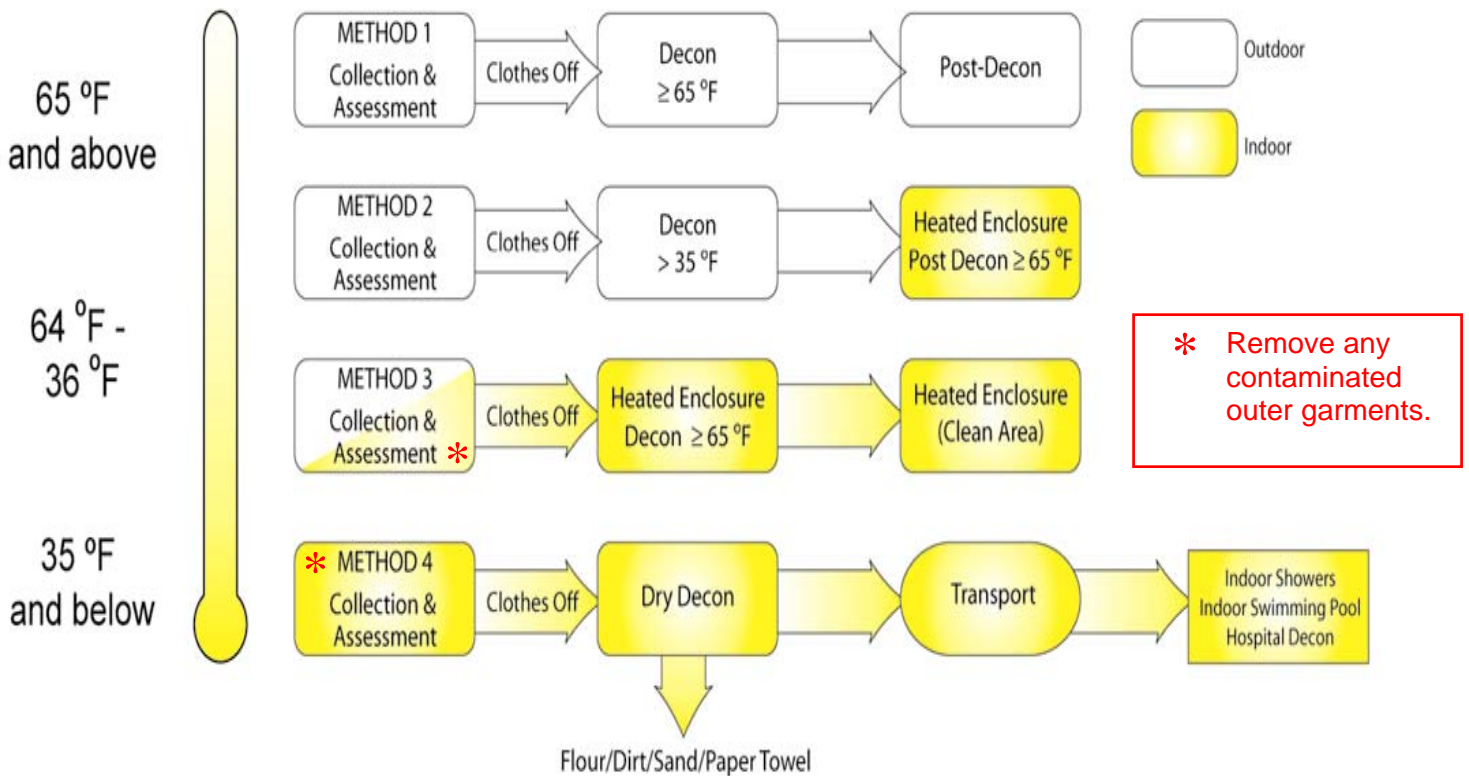 65 ºF
and above
METHOD 1
Collection &
Assessment
Clothes Off
Decon
≥ 65 ºF
Post-Decon
Outdoor
Indoor
METHOD 2
Collection &
Assessment
Clothes Off
Decon
> 35 ºF
Heated Enclosure
Post Decon ≥ 65 ºF
64 ºF -
36 ºF
METHOD 3
Collection &
Assessment *
Clothes Off
Heated Enclosure
Decon ≥ 65 ºF
Heated Enclosure
(Clean Area)
* Remove any
contaminated
outer garments.
35 ºF
and below
* METHOD 4
Collection &
Assessment
Clothes Off
Dry Decon
Transport
Indoor Showers
Indoor Swimming Pool
Hospital Decon
Flour/Dirt/Sand/Paper Towel